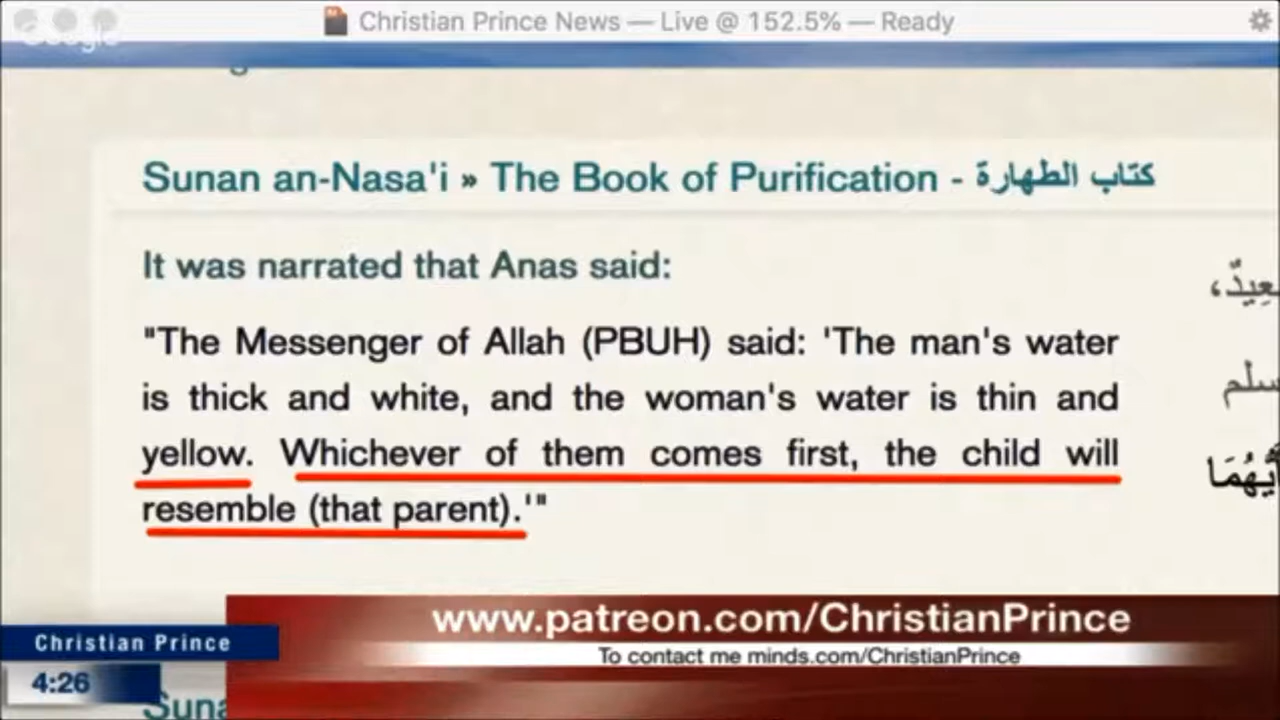 Christian Prince News — Live @ 152.5% — Ready
Google
Sunan an-Nasa'i » The Book of Purification - كتاب الطهارة
It was narrated that Anas said:
"The Messenger of Allah (PBUH) said: 'The man's water
is thick and white, and the woman's water is thin and
yellow. Whichever of them comes first, the child will
resemble (that parent).'"
www.patreon.com/ChristianPrince
To contact me minds.com/ChristianPrince
Christian Prince
4:26